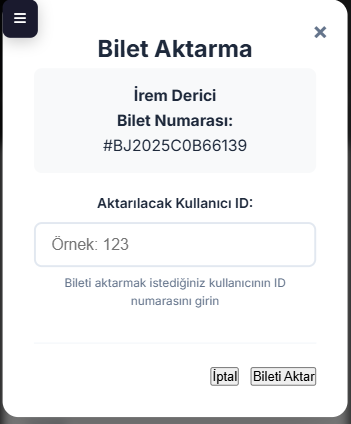 Bilet Aktarma
İrem Derici
Bilet Numarası:
#BJ2025C0B66139
Aktarılacak Kullanıcı ID:
Örnek: 123
Bileti aktarmak istediğiniz kullanıcının ID
numarasını girin
İptal Bileti Aktar